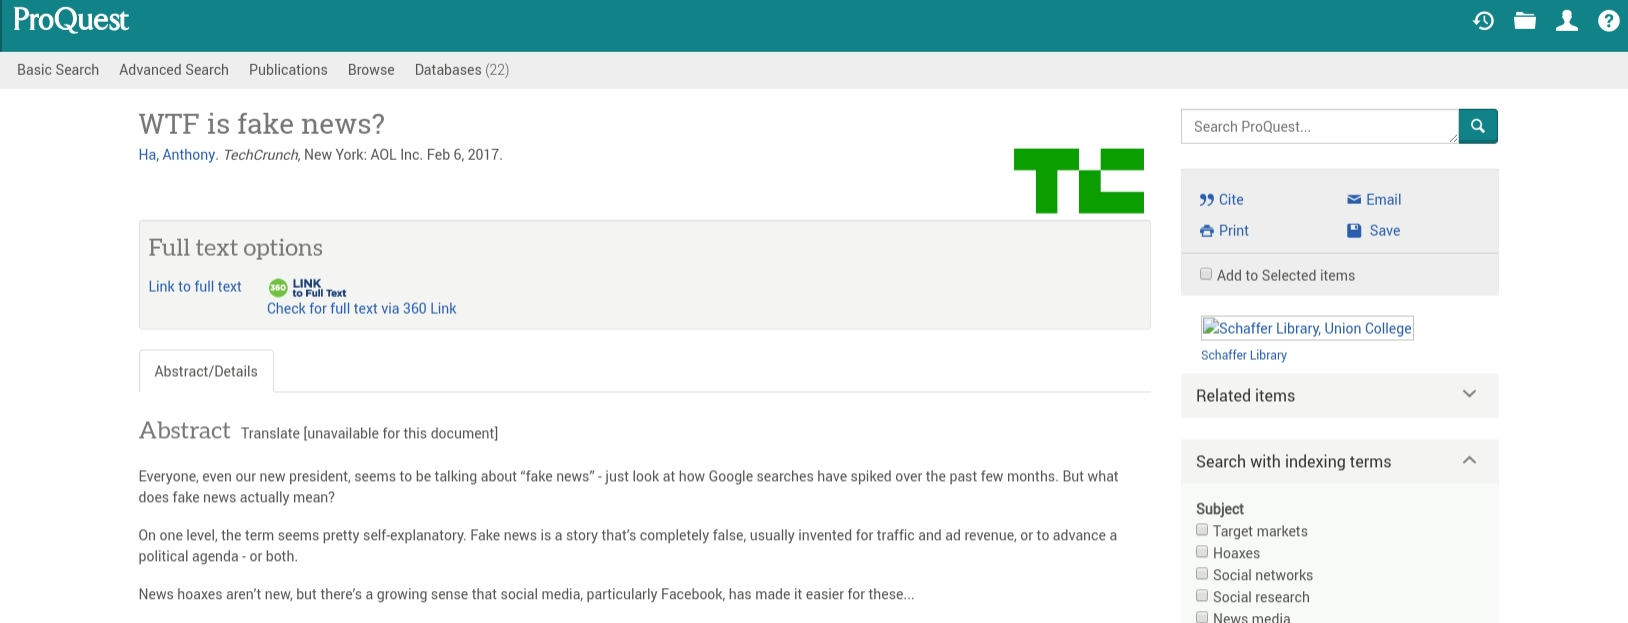 ProQuest
Basic Search Advanced Search Publications Browse Databases (22)
WTF is fake news?
Ha, Anthony. TechCrunch, New York: AOL Inc. Feb 6, 2017.
TC
Full text options
Link to full text
360 LINK to Full Text
Check for full text via 360 Link
Abstract/Details
Abstract Translate [unavailable for this document]
Everyone, even our new president, seems to be talking about “fake news” - just look at how Google searches have spiked over the past few months. But what
does fake news actually mean?
On one level, the term seems pretty self-explanatory. Fake news is a story that’s completely false, usually invented for traffic and ad revenue, or to advance a
political agenda - or both.
News hoaxes aren’t new, but there’s a growing sense that social media, particularly Facebook, has made it easier for these...
Search ProQuest...
Cite Email
Print Save
Add to Selected items
Schaffer Library, Union College
Schaffer Library
Related items
Search with indexing terms
Subject
Target markets
Hoaxes
Social networks
Social research
News media